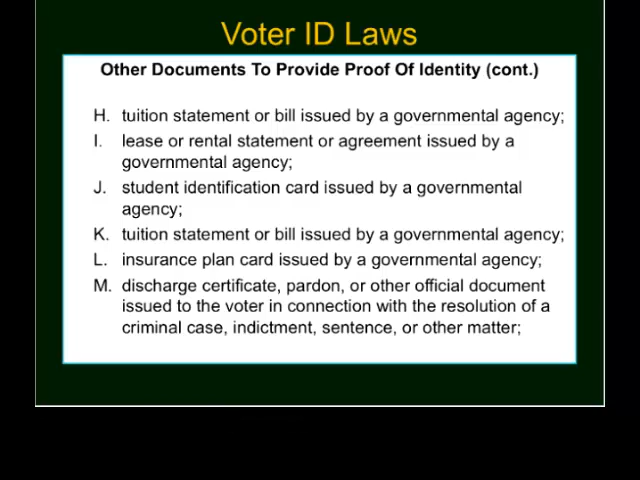 Voter ID Laws
Other Documents To Provide Proof Of Identity (cont.)
H. tuition statement or bill issued by a governmental agency;
I. lease or rental statement or agreement issued by a
governmental agency;
J. student identification card issued by a governmental
agency;
K. tuition statement or bill issued by a governmental agency;
L. insurance plan card issued by a governmental agency;
M. discharge certificate, pardon, or other official document
issued to the voter in connection with the resolution of a
criminal case, indictment, sentence, or other matter;